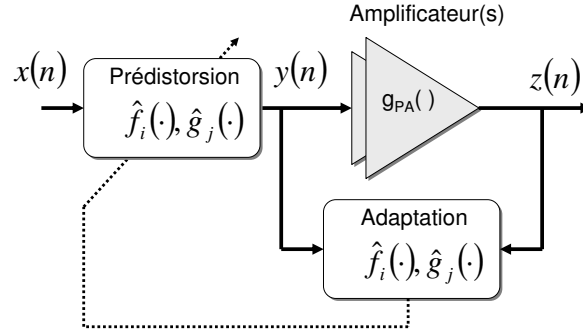 Amplificateur(s)
x(n)
Prédistorsion
f̂ᵢ(·), ĝⱼ(·)
y(n)
g_PA( )
z(n)
Adaptation
f̂ᵢ(·), ĝⱼ(·)